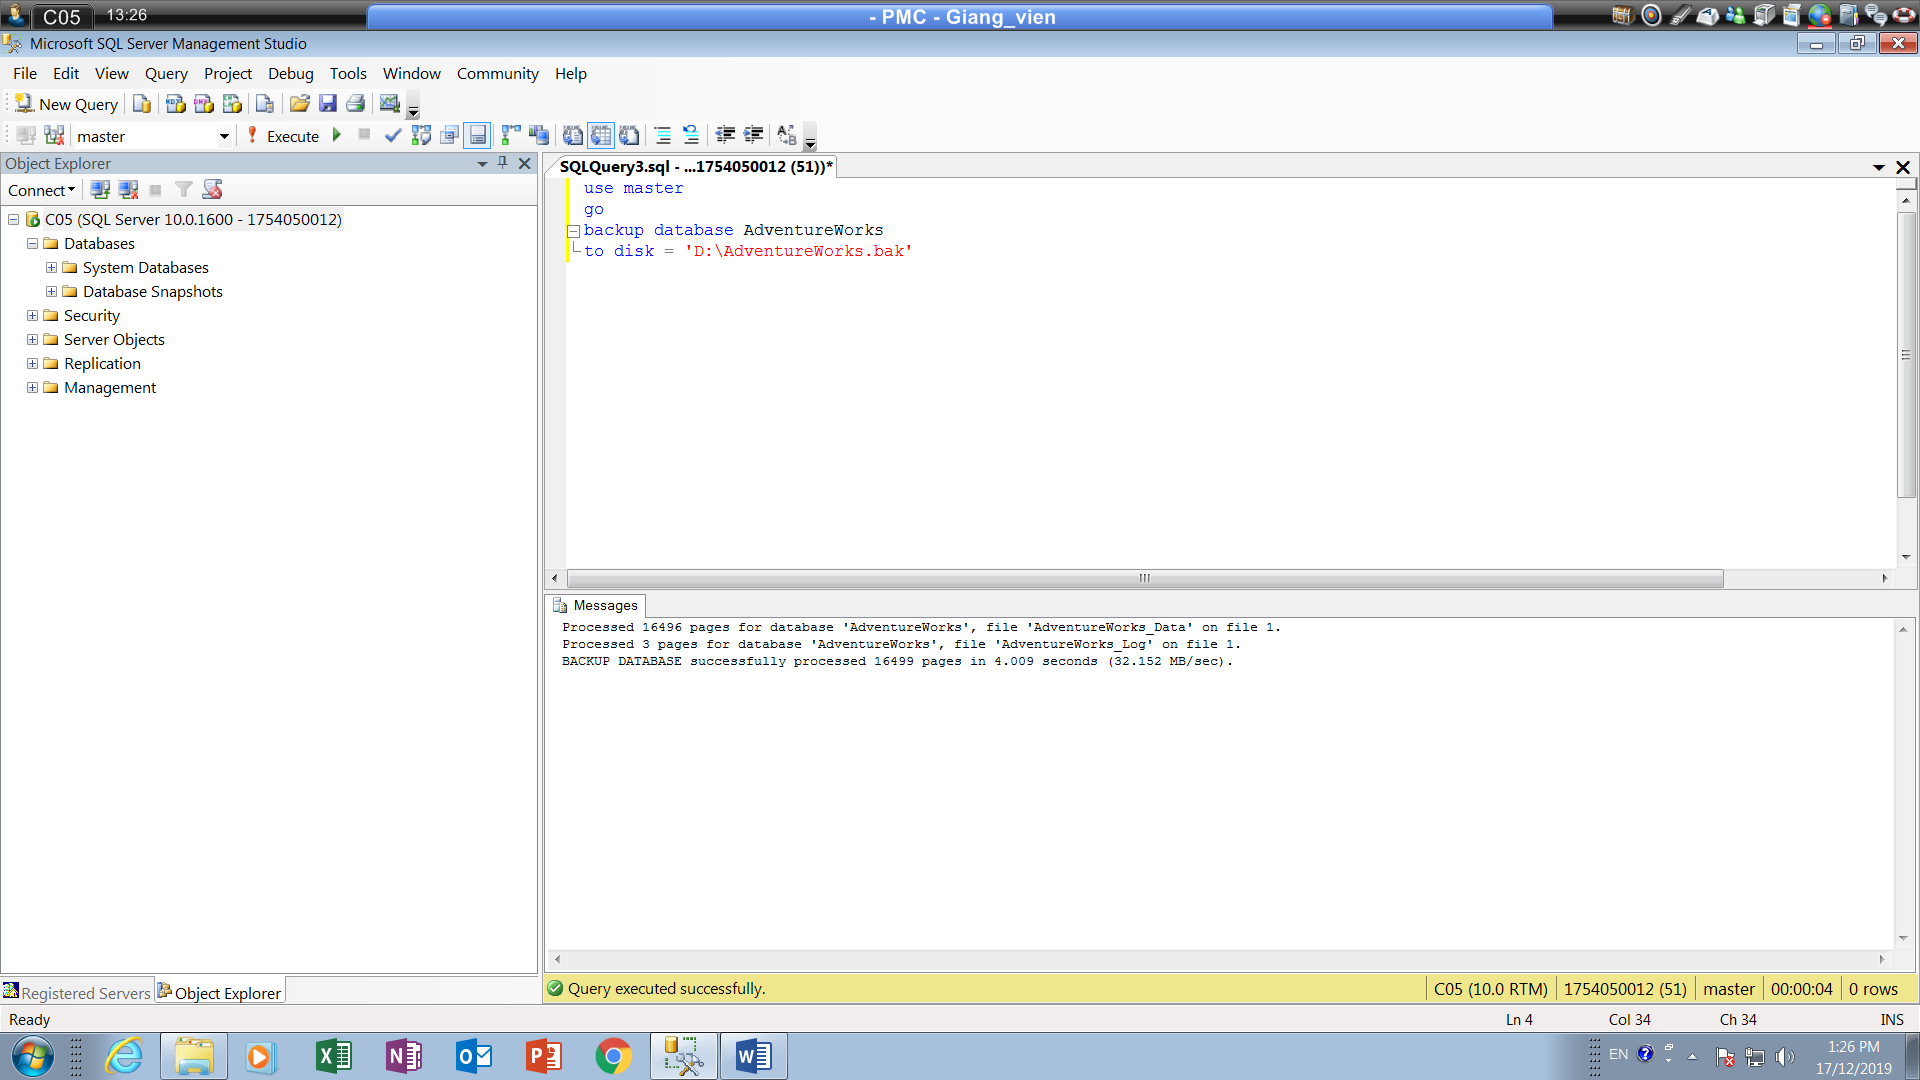 C05 13:26 - PMC - Giang_vien
Microsoft SQL Server Management Studio
File Edit View Query Project Debug Tools Window Community Help
New Query
master Execute
Object Explorer
Connect
C05 (SQL Server 10.0.1600 - 1754050012)
Databases
System Databases
Database Snapshots
Security
Server Objects
Replication
Management
Registered Servers Object Explorer
SQLQuery3.sql - ...1754050012 (51))*
use master
go
backup database AdventureWorks
to disk = 'D:\AdventureWorks.bak'
Messages
Processed 16496 pages for database 'AdventureWorks', file 'AdventureWorks_Data' on file 1.
Processed 3 pages for database 'AdventureWorks', file 'AdventureWorks_Log' on file 1.
BACKUP DATABASE successfully processed 16499 pages in 4.009 seconds (32.152 MB/sec).
Query executed successfully. C05 (10.0 RTM) 1754050012 (51) master 00:00:04 0 rows
Ready Ln 4 Col 34 Ch 34 INS
EN 1:26 PM
17/12/2019